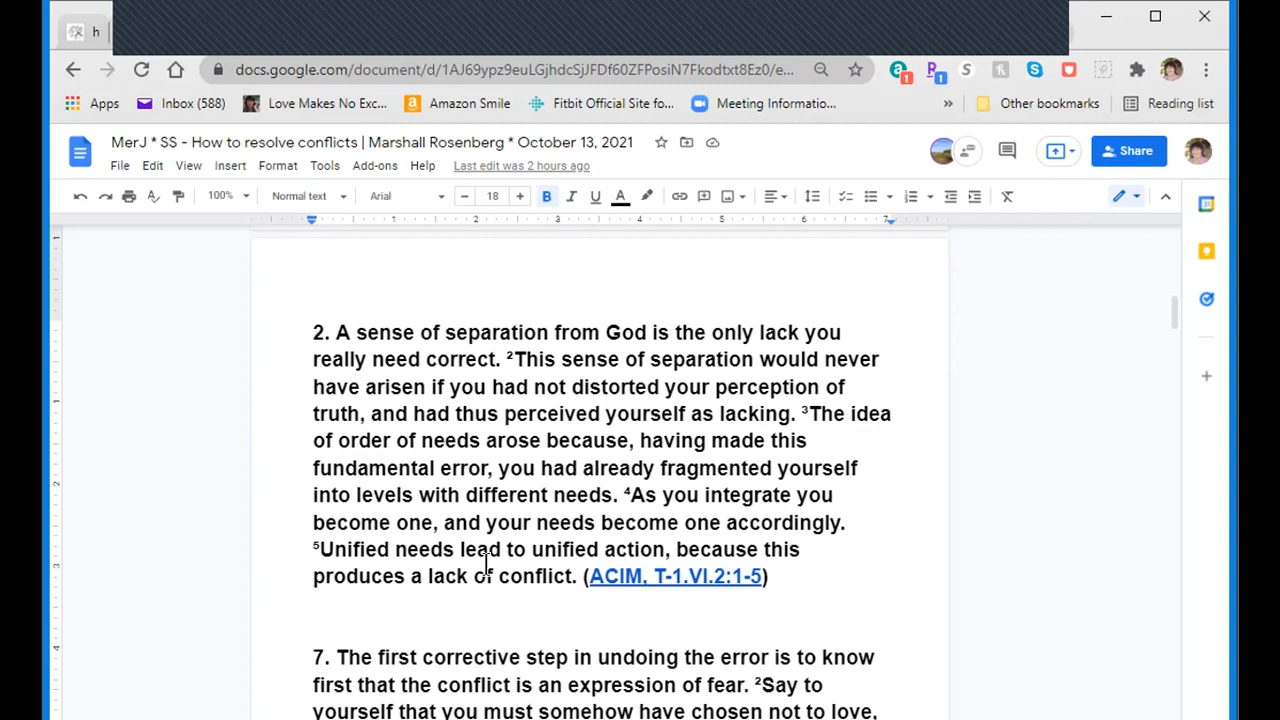 h
docs.google.com/document/d/1AJ69ypz9euLGjhdcSjJFDf60ZFPosiN7Fkodtxt8Ez0/e...
1
1
Apps Inbox (588) Love Makes No Exc... Amazon Smile Fitbit Official Site fo... Meeting Informatio... » Other bookmarks Reading list
MerJ * SS - How to resolve conflicts | Marshall Rosenberg * October 13, 2021
Share
File Edit View Insert Format Tools Add-ons Help Last edit was 2 hours ago
100% Normal text Arial 18 B I U A
1 2 3 4 5 6 7
2. A sense of separation from God is the only lack you
really need correct. ²This sense of separation would never
have arisen if you had not distorted your perception of
truth, and had thus perceived yourself as lacking. ³The idea
of order of needs arose because, having made this
fundamental error, you had already fragmented yourself
into levels with different needs. ⁴As you integrate you
become one, and your needs become one accordingly.
⁵Unified needs lead to unified action, because this
produces a lack of conflict. (ACIM, T-1.VI.2:1-5)
7. The first corrective step in undoing the error is to know
first that the conflict is an expression of fear. ²Say to
yourself that you must somehow have chosen not to love,